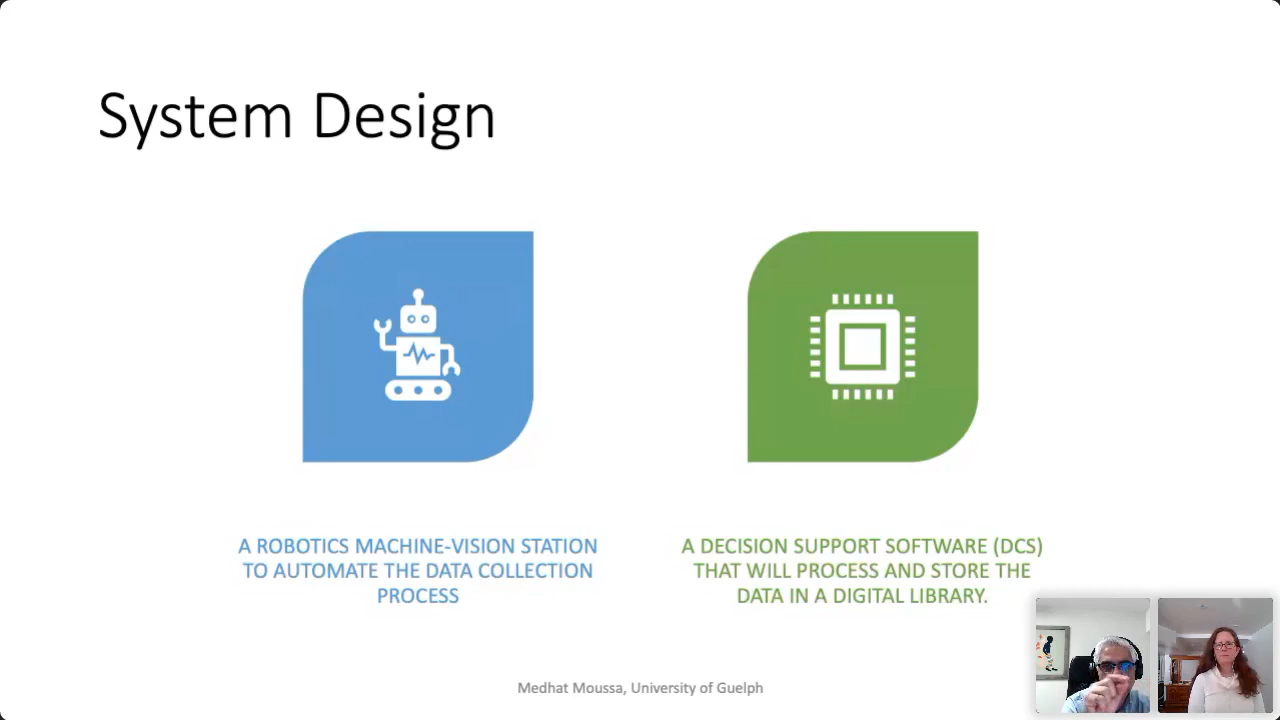 System Design
A ROBOTICS MACHINE-VISION STATION
TO AUTOMATE THE DATA COLLECTION
PROCESS
A DECISION SUPPORT SOFTWARE (DCS)
THAT WILL PROCESS AND STORE THE
DATA IN A DIGITAL LIBRARY.
Medhat Moussa, University of Guelph